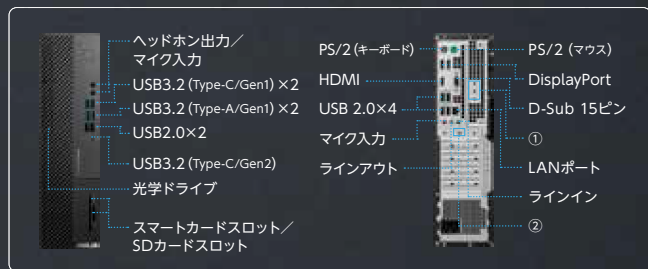 ヘッドホン出力／
マイク入力
USB3.2 (Type-C/Gen1) ×2
USB3.2 (Type-A/Gen1) ×2
USB2.0×2
USB3.2 (Type-C/Gen2)
光学ドライブ
スマートカードスロット／
SDカードスロット
PS/2 (キーボード)
HDMI
USB 2.0×4
マイク入力
ラインアウト
PS/2 (マウス)
DisplayPort
D-Sub 15ピン
①
LANポート
ラインイン
②